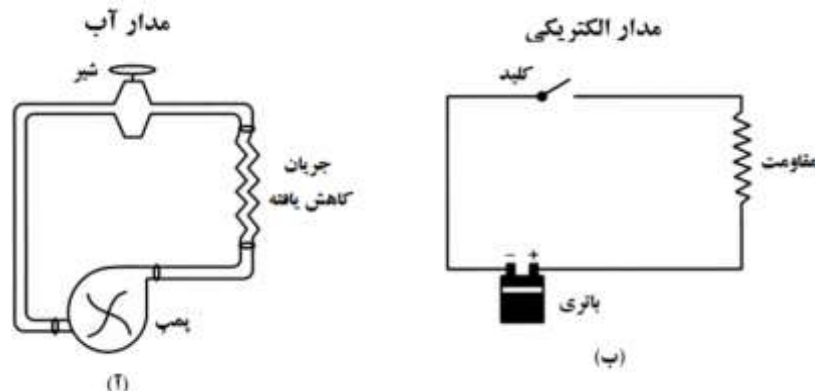 مدار الکتریکی
کلید
مقاومت
- +
باتری
(ب)
مدار آب
شیر
جریان
کاهش یافته
پمپ
(آ)